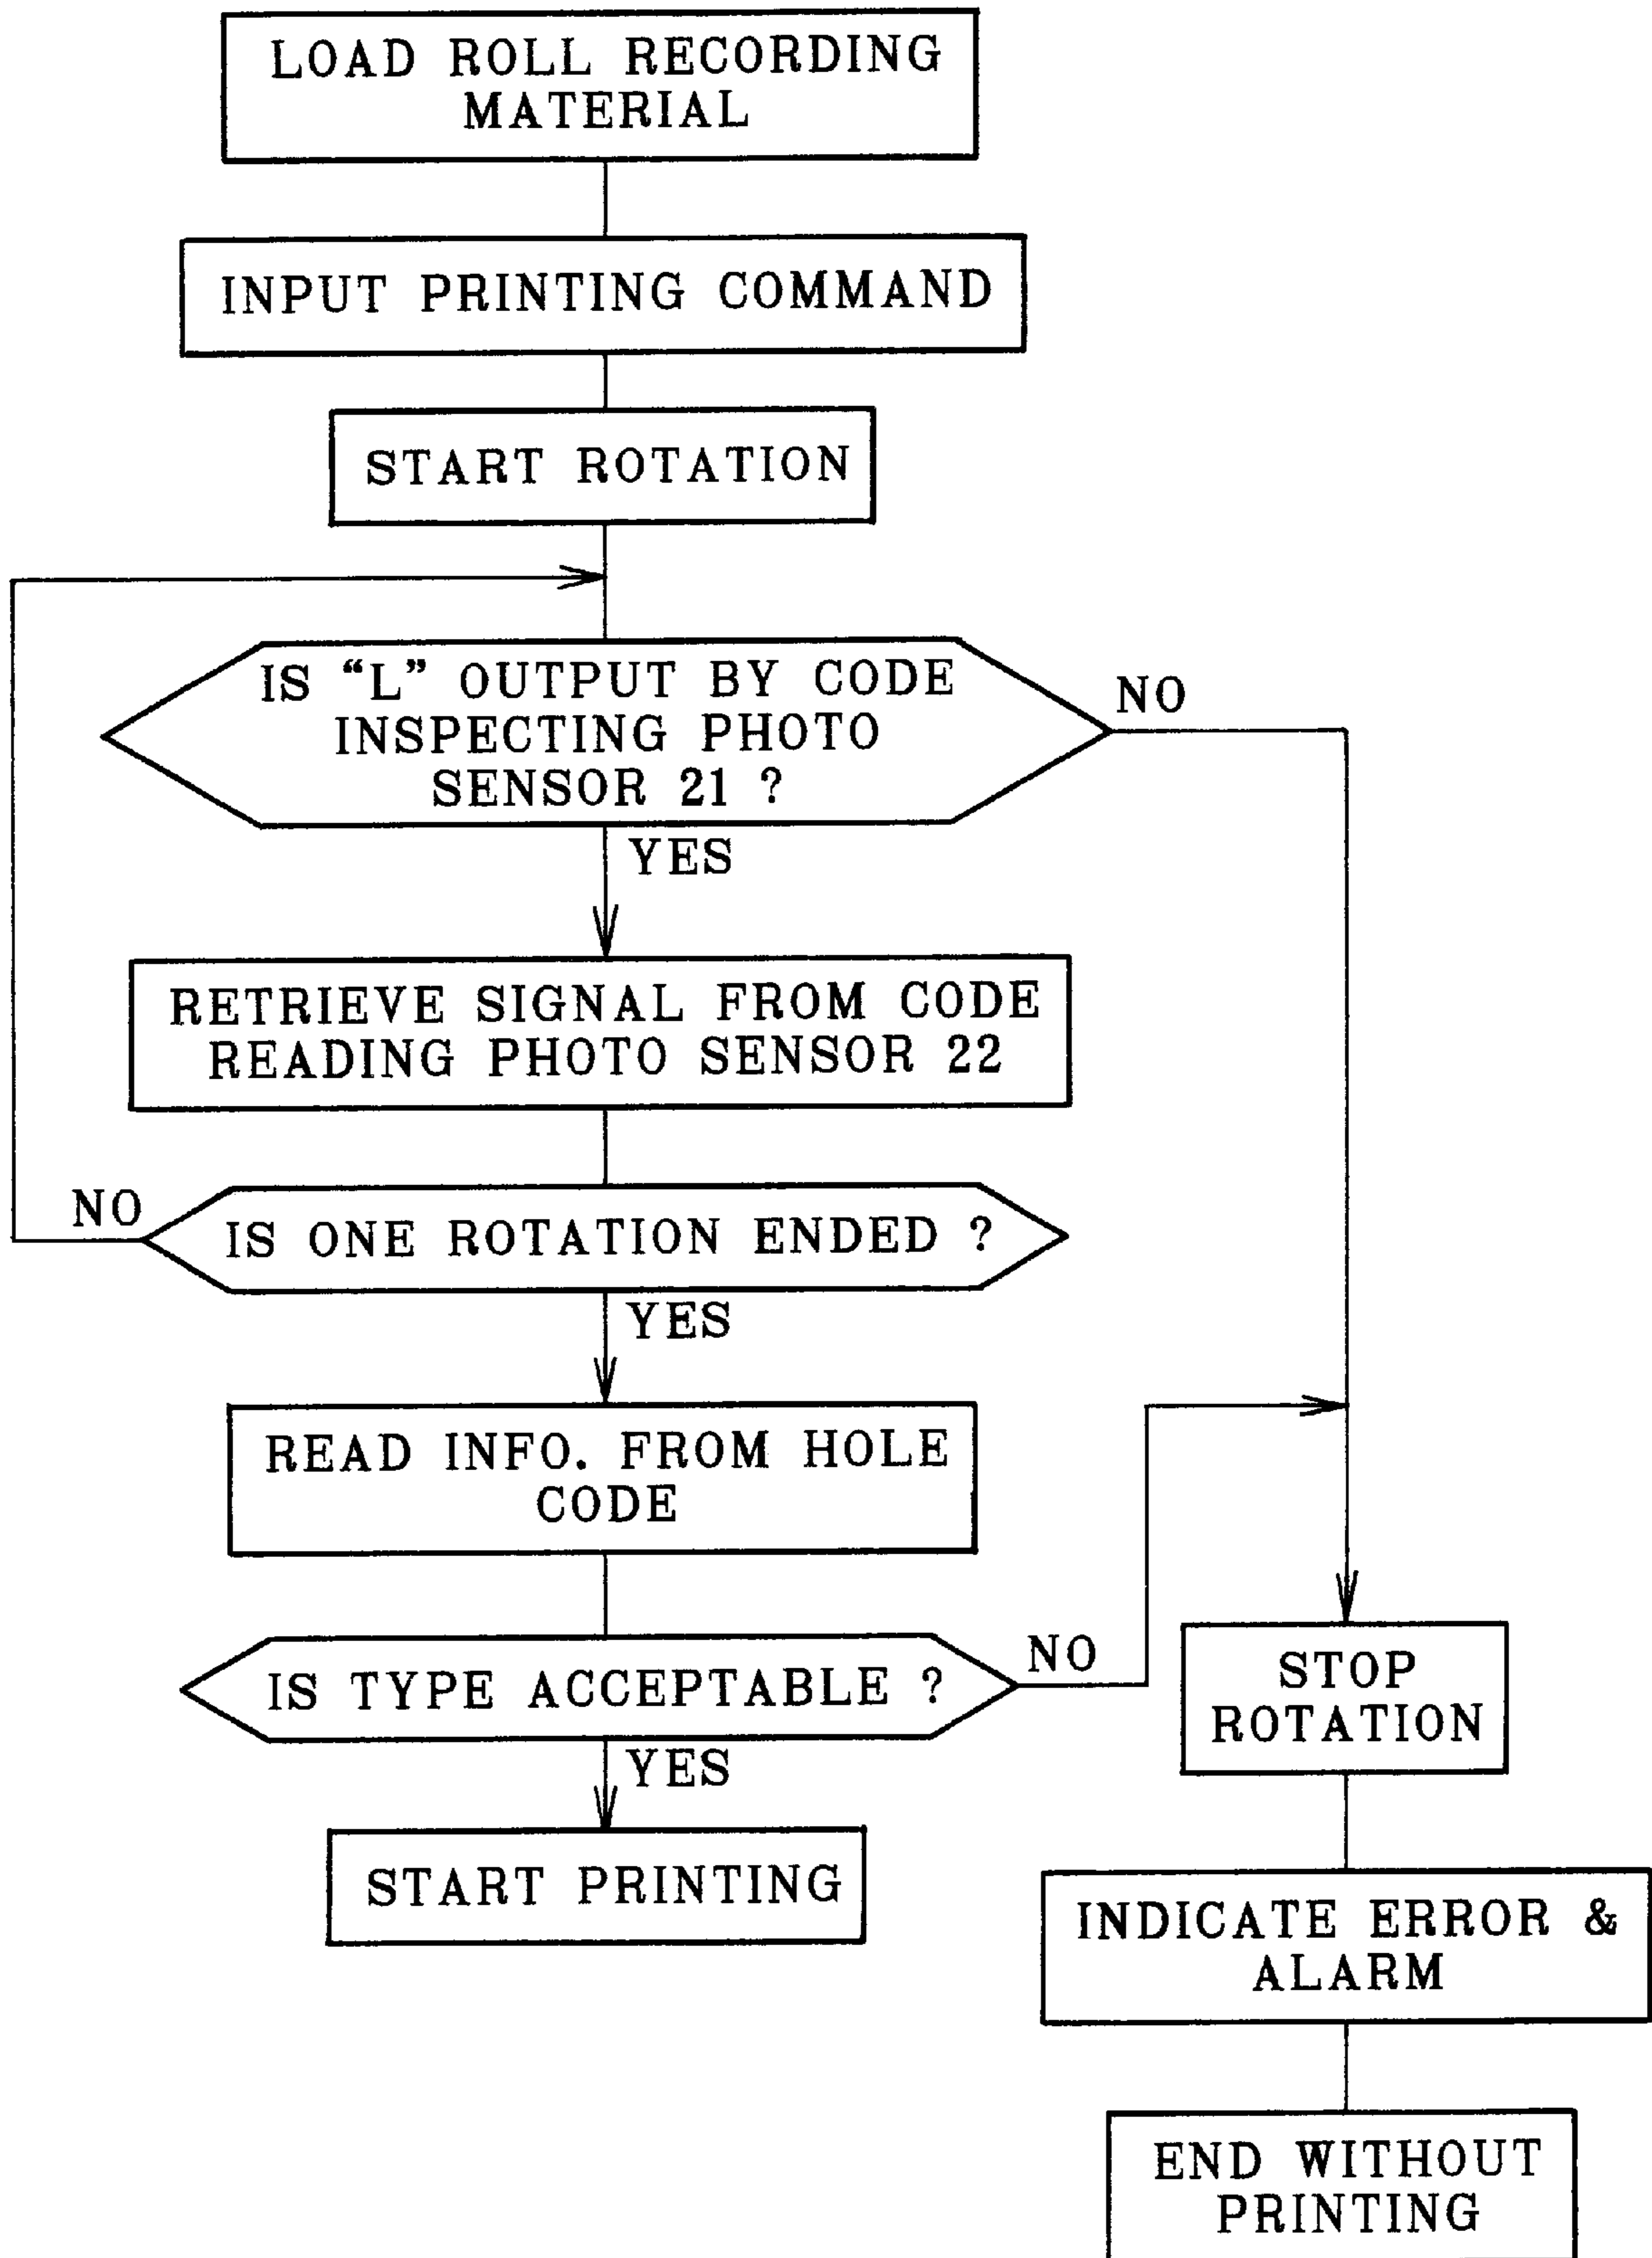 LOAD ROLL RECORDING
MATERIAL
INPUT PRINTING COMMAND
START ROTATION
IS “L” OUTPUT BY CODE
INSPECTING PHOTO
SENSOR 21 ?
NO
YES
RETRIEVE SIGNAL FROM CODE
READING PHOTO SENSOR 22
NO
IS ONE ROTATION ENDED ?
YES
READ INFO. FROM HOLE
CODE
IS TYPE ACCEPTABLE ?
NO
YES
START PRINTING
STOP
ROTATION
INDICATE ERROR &
ALARM
END WITHOUT
PRINTING